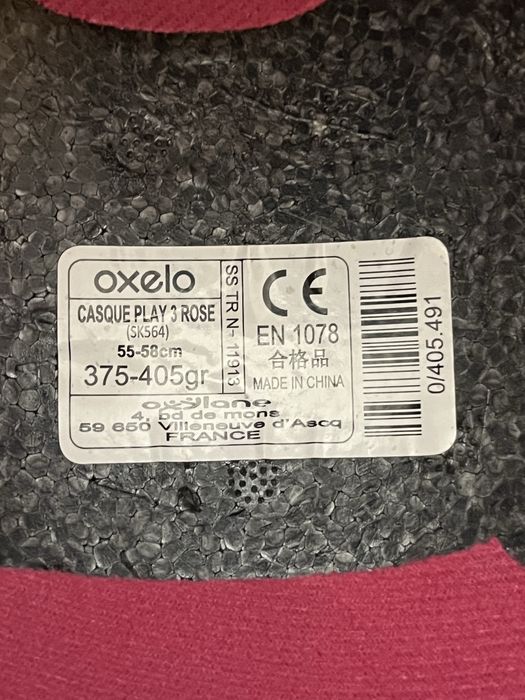 oxelo
CASQUE PLAY 3 ROSE
(SK564)
55-58cm
375-405gr
SS TR N- 11913
CE
EN 1078
合格品
MADE IN CHINA
oxylane
4, bd de mons
59 650 Villeneuve d'Ascq
FRANCE
0/405.491